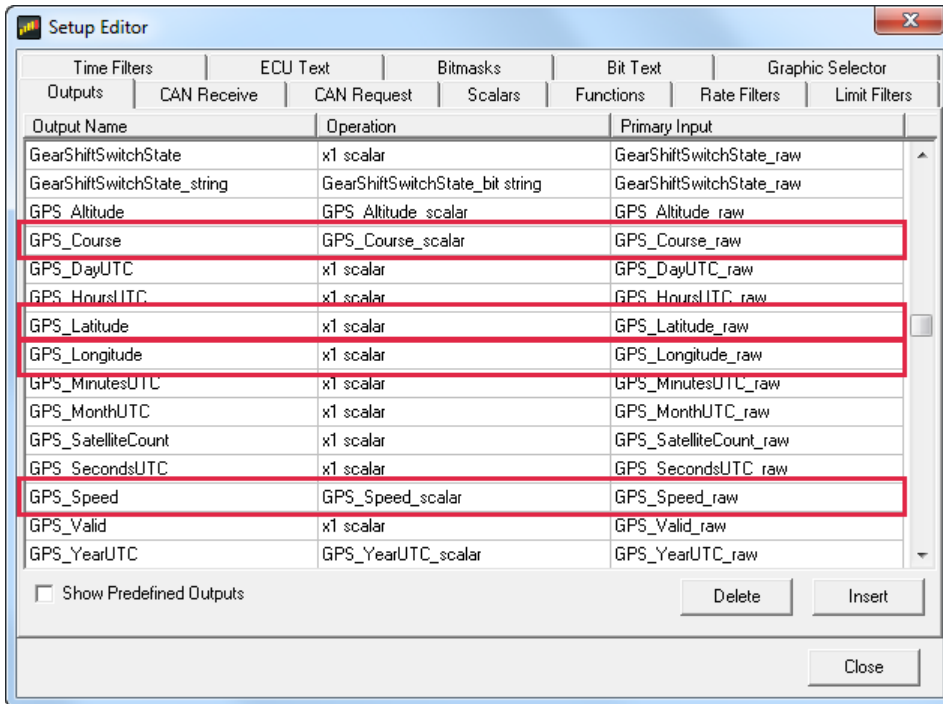 Setup Editor
Time Filters ECU Text Bitmasks Bit Text Graphic Selector
Outputs CAN Receive CAN Request Scalars Functions Rate Filters Limit Filters
Output Name Operation Primary Input
GearShiftSwitchState x1 scalar GearShiftSwitchState_raw
GearShiftSwitchState_string GearShiftSwitchState_bit string GearShiftSwitchState_raw
GPS_Altitude GPS_Altitude_scalar GPS_Altitude_raw
GPS_Course GPS_Course_scalar GPS_Course_raw
GPS_DayUTC x1 scalar GPS_DayUTC_raw
GPS_HoursUTC x1 scalar GPS_HoursUTC_raw
GPS_Latitude x1 scalar GPS_Latitude_raw
GPS_Longitude x1 scalar GPS_Longitude_raw
GPS_MinutesUTC x1 scalar GPS_MinutesUTC_raw
GPS_MonthUTC x1 scalar GPS_MonthUTC_raw
GPS_SatelliteCount x1 scalar GPS_SatelliteCount_raw
GPS_SecondsUTC x1 scalar GPS_SecondsUTC_raw
GPS_Speed GPS_Speed_scalar GPS_Speed_raw
GPS_Valid x1 scalar GPS_Valid_raw
GPS_YearUTC GPS_YearUTC_scalar GPS_YearUTC_raw
Show Predefined Outputs Delete Insert
Close